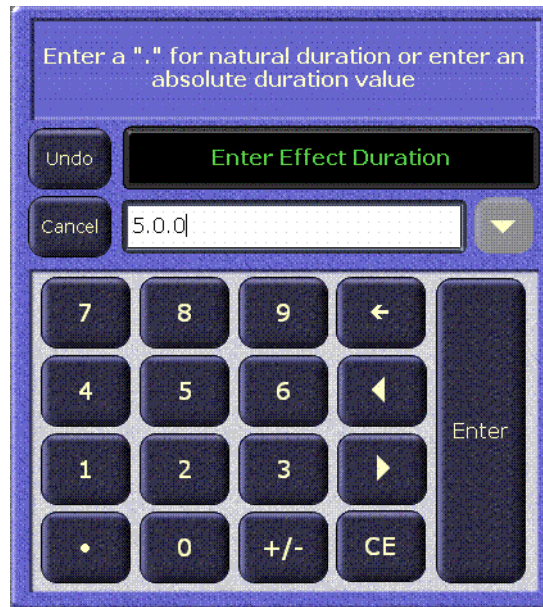 Enter a "." for natural duration or enter an
absolute duration value
Undo
Enter Effect Duration
Cancel
5.0.0
7 8 9
4 5 6
Enter
1 2 3
. 0 +/- CE